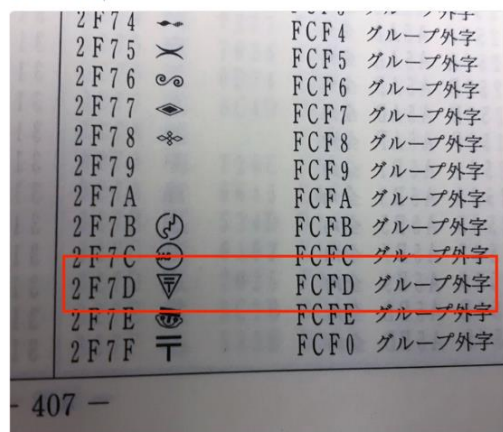 2F74 FCF4 グループ外字
2F75 FCF5 グループ外字
2F76 FCF6 グループ外字
2F77 FCF7 グループ外字
2F78 FCF8 グループ外字
2F79 FCF9 グループ外字
2F7A FCFA グループ外字
2F7B FCFB グループ外字
2F7C FCFC グループ外字
2F7D FCFD グループ外字
2F7E FCFE グループ外字
2F7F 〒 FCF0 グループ外字
- 407 -